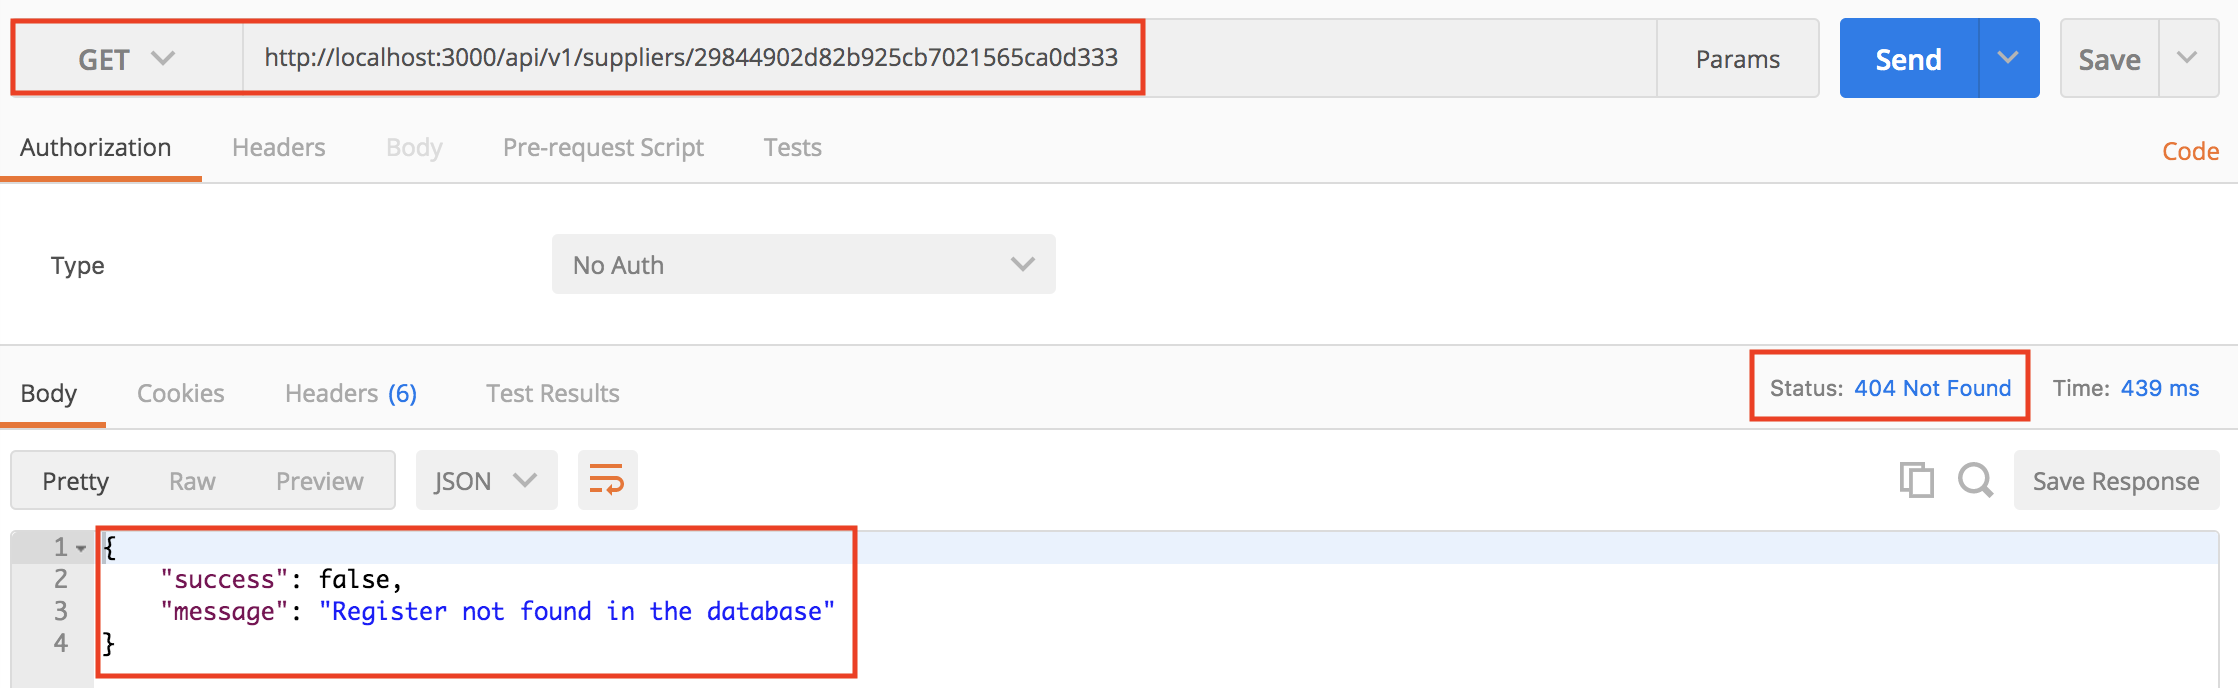 GET http://localhost:3000/api/v1/suppliers/29844902d82b925cb7021565ca0d333 Params Send Save
Authorization Headers Body Pre-request Script Tests Code
Type No Auth
Body Cookies Headers (6) Test Results Status: 404 Not Found Time: 439 ms
Pretty Raw Preview JSON Save Response
1 {
2 "success": false,
3 "message": "Register not found in the database"
4 }